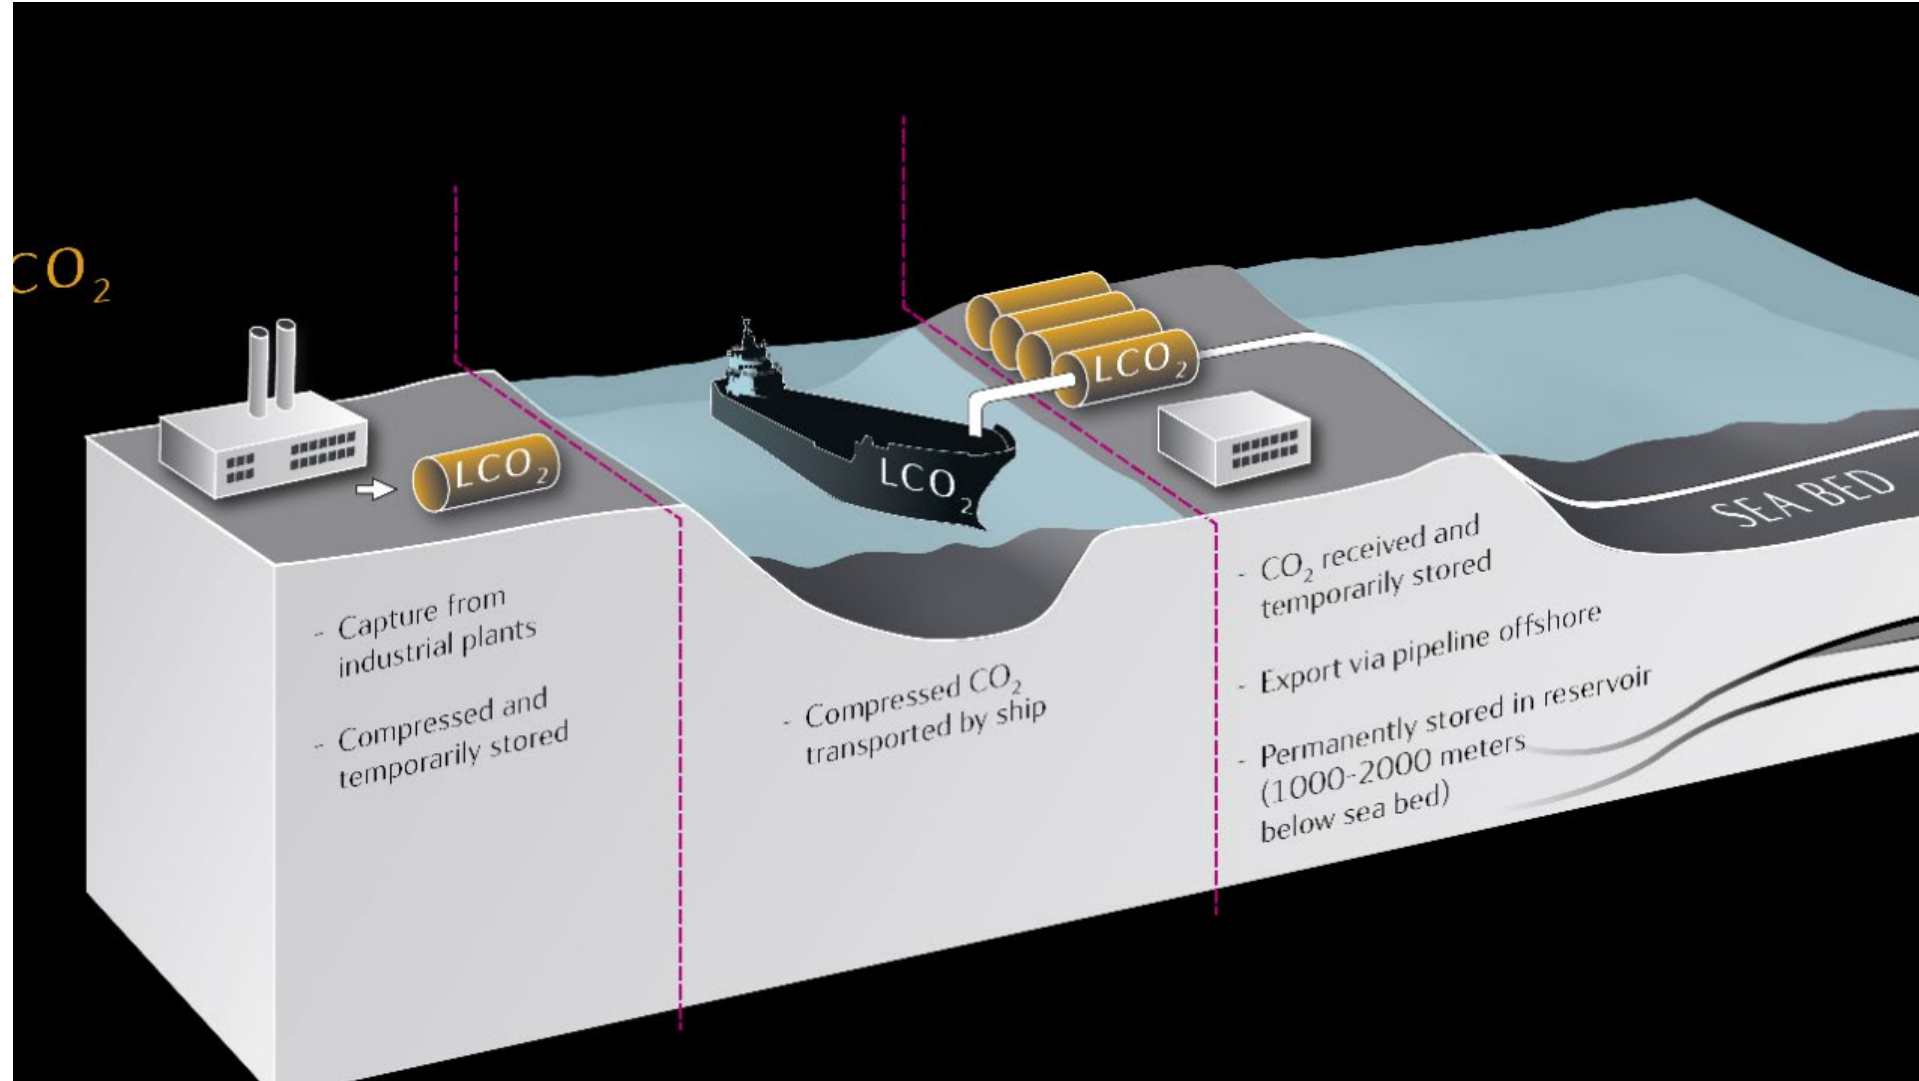 CO₂
LCO₂
LCO₂
LCO₂
SEA BED
- Capture from
industrial plants
- Compressed and
temporarily stored
- Compressed CO₂
transported by ship
- CO₂ received and
temporarily stored
- Export via pipeline offshore
- Permanently stored in reservoir
(1000-2000 meters
below sea bed)